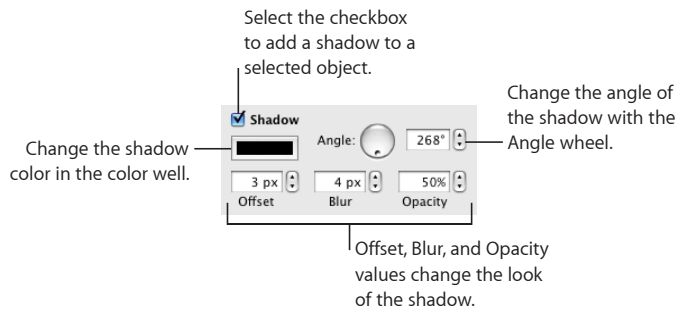 Select the checkbox
to add a shadow to a
selected object.
Change the angle of
the shadow with the
Angle wheel.
Shadow
Angle:
268°
Change the shadow
color in the color well.
3 px
4 px
50%
Offset
Blur
Opacity
Offset, Blur, and Opacity
values change the look
of the shadow.